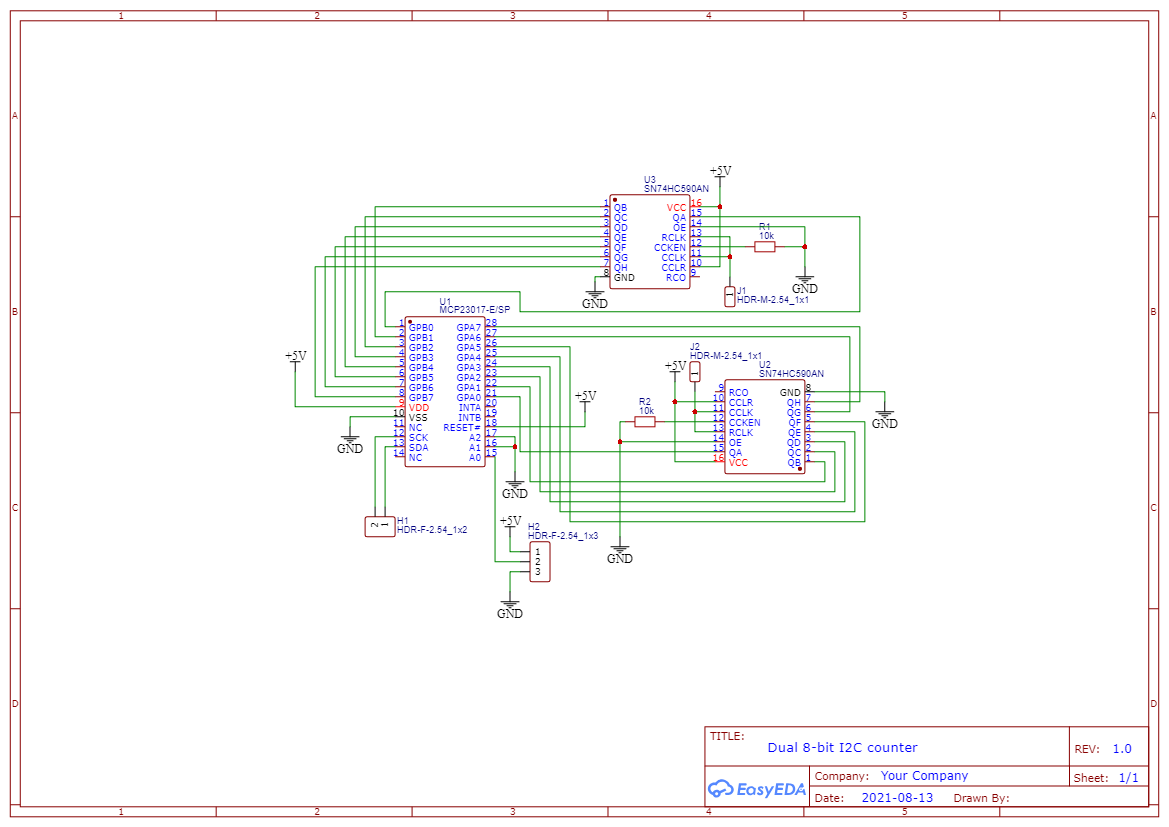 1 2 3 4 5
A A
B B
C C
D D
+5V
U3
SN74HC590AN
1 QB VCC 16
2 QC QA 15
3 QD OE 14
4 QE RCLK 13
5 QF CCKEN 12
6 QG CCLK 11
7 QH CCLR 10
8 GND RCO 9
R1
10k
GND
GND
1
J1
HDR-M-2.54_1x1
U1
MCP23017-E/SP
1 GPB0 GPA7 28
2 GPB1 GPA6 27
3 GPB2 GPA5 26
4 GPB3 GPA4 25
5 GPB4 GPA3 24
6 GPB5 GPA2 23
7 GPB6 GPA1 22
8 GPB7 GPA0 21
9 VDD INTA 20
10 VSS INTB 19
11 NC RESET# 18
12 SCK A2 17
13 SDA A1 16
14 NC A0 15
+5V
GND
+5V
GND
J2
HDR-M-2.54_1x1
1
+5V
U2
SN74HC590AN
9 RCO GND 8
10 CCLR QH 7
11 CCLK QG 6
12 CCKEN QF 5
13 RCLK QE 4
14 OE QD 3
15 QA QC 2
16 VCC QB 1
R2
10k
GND
GND
2 1
H1
HDR-F-2.54_1x2
+5V
H2
HDR-F-2.54_1x3
1
2
3
GND
TITLE:
Dual 8-bit I2C counter
REV: 1.0
EasyEDA
Company: Your Company
Sheet: 1/1
Date: 2021-08-13 Drawn By:
1 2 3 4 5